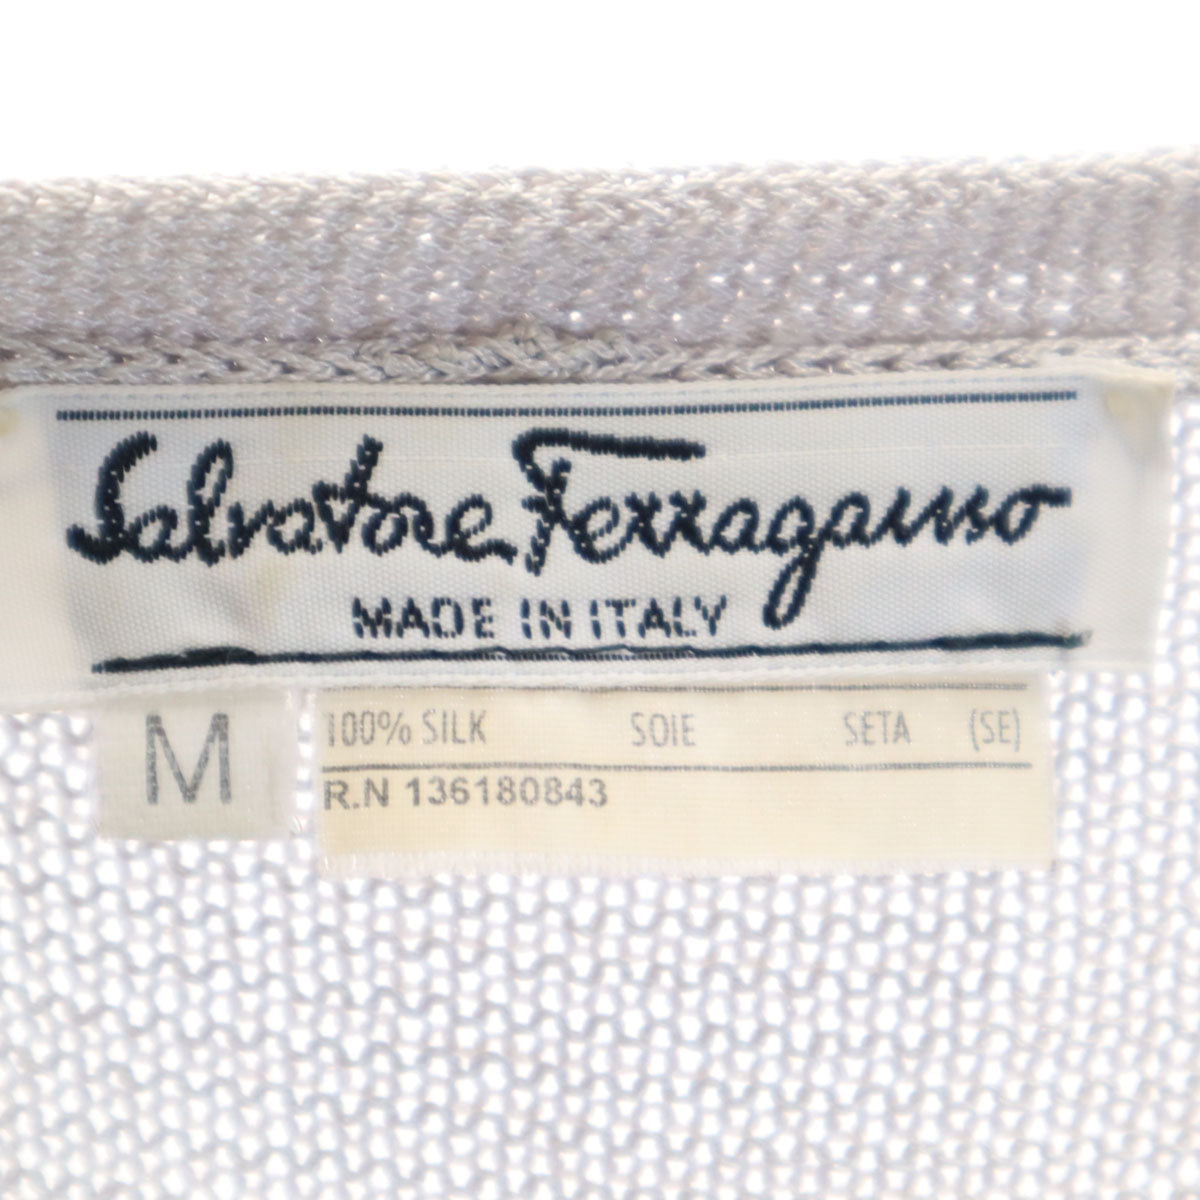 Salvatore Ferragamo
MADE IN ITALY
M
100% SILK SOIE SETA (SE)
R.N 136180843